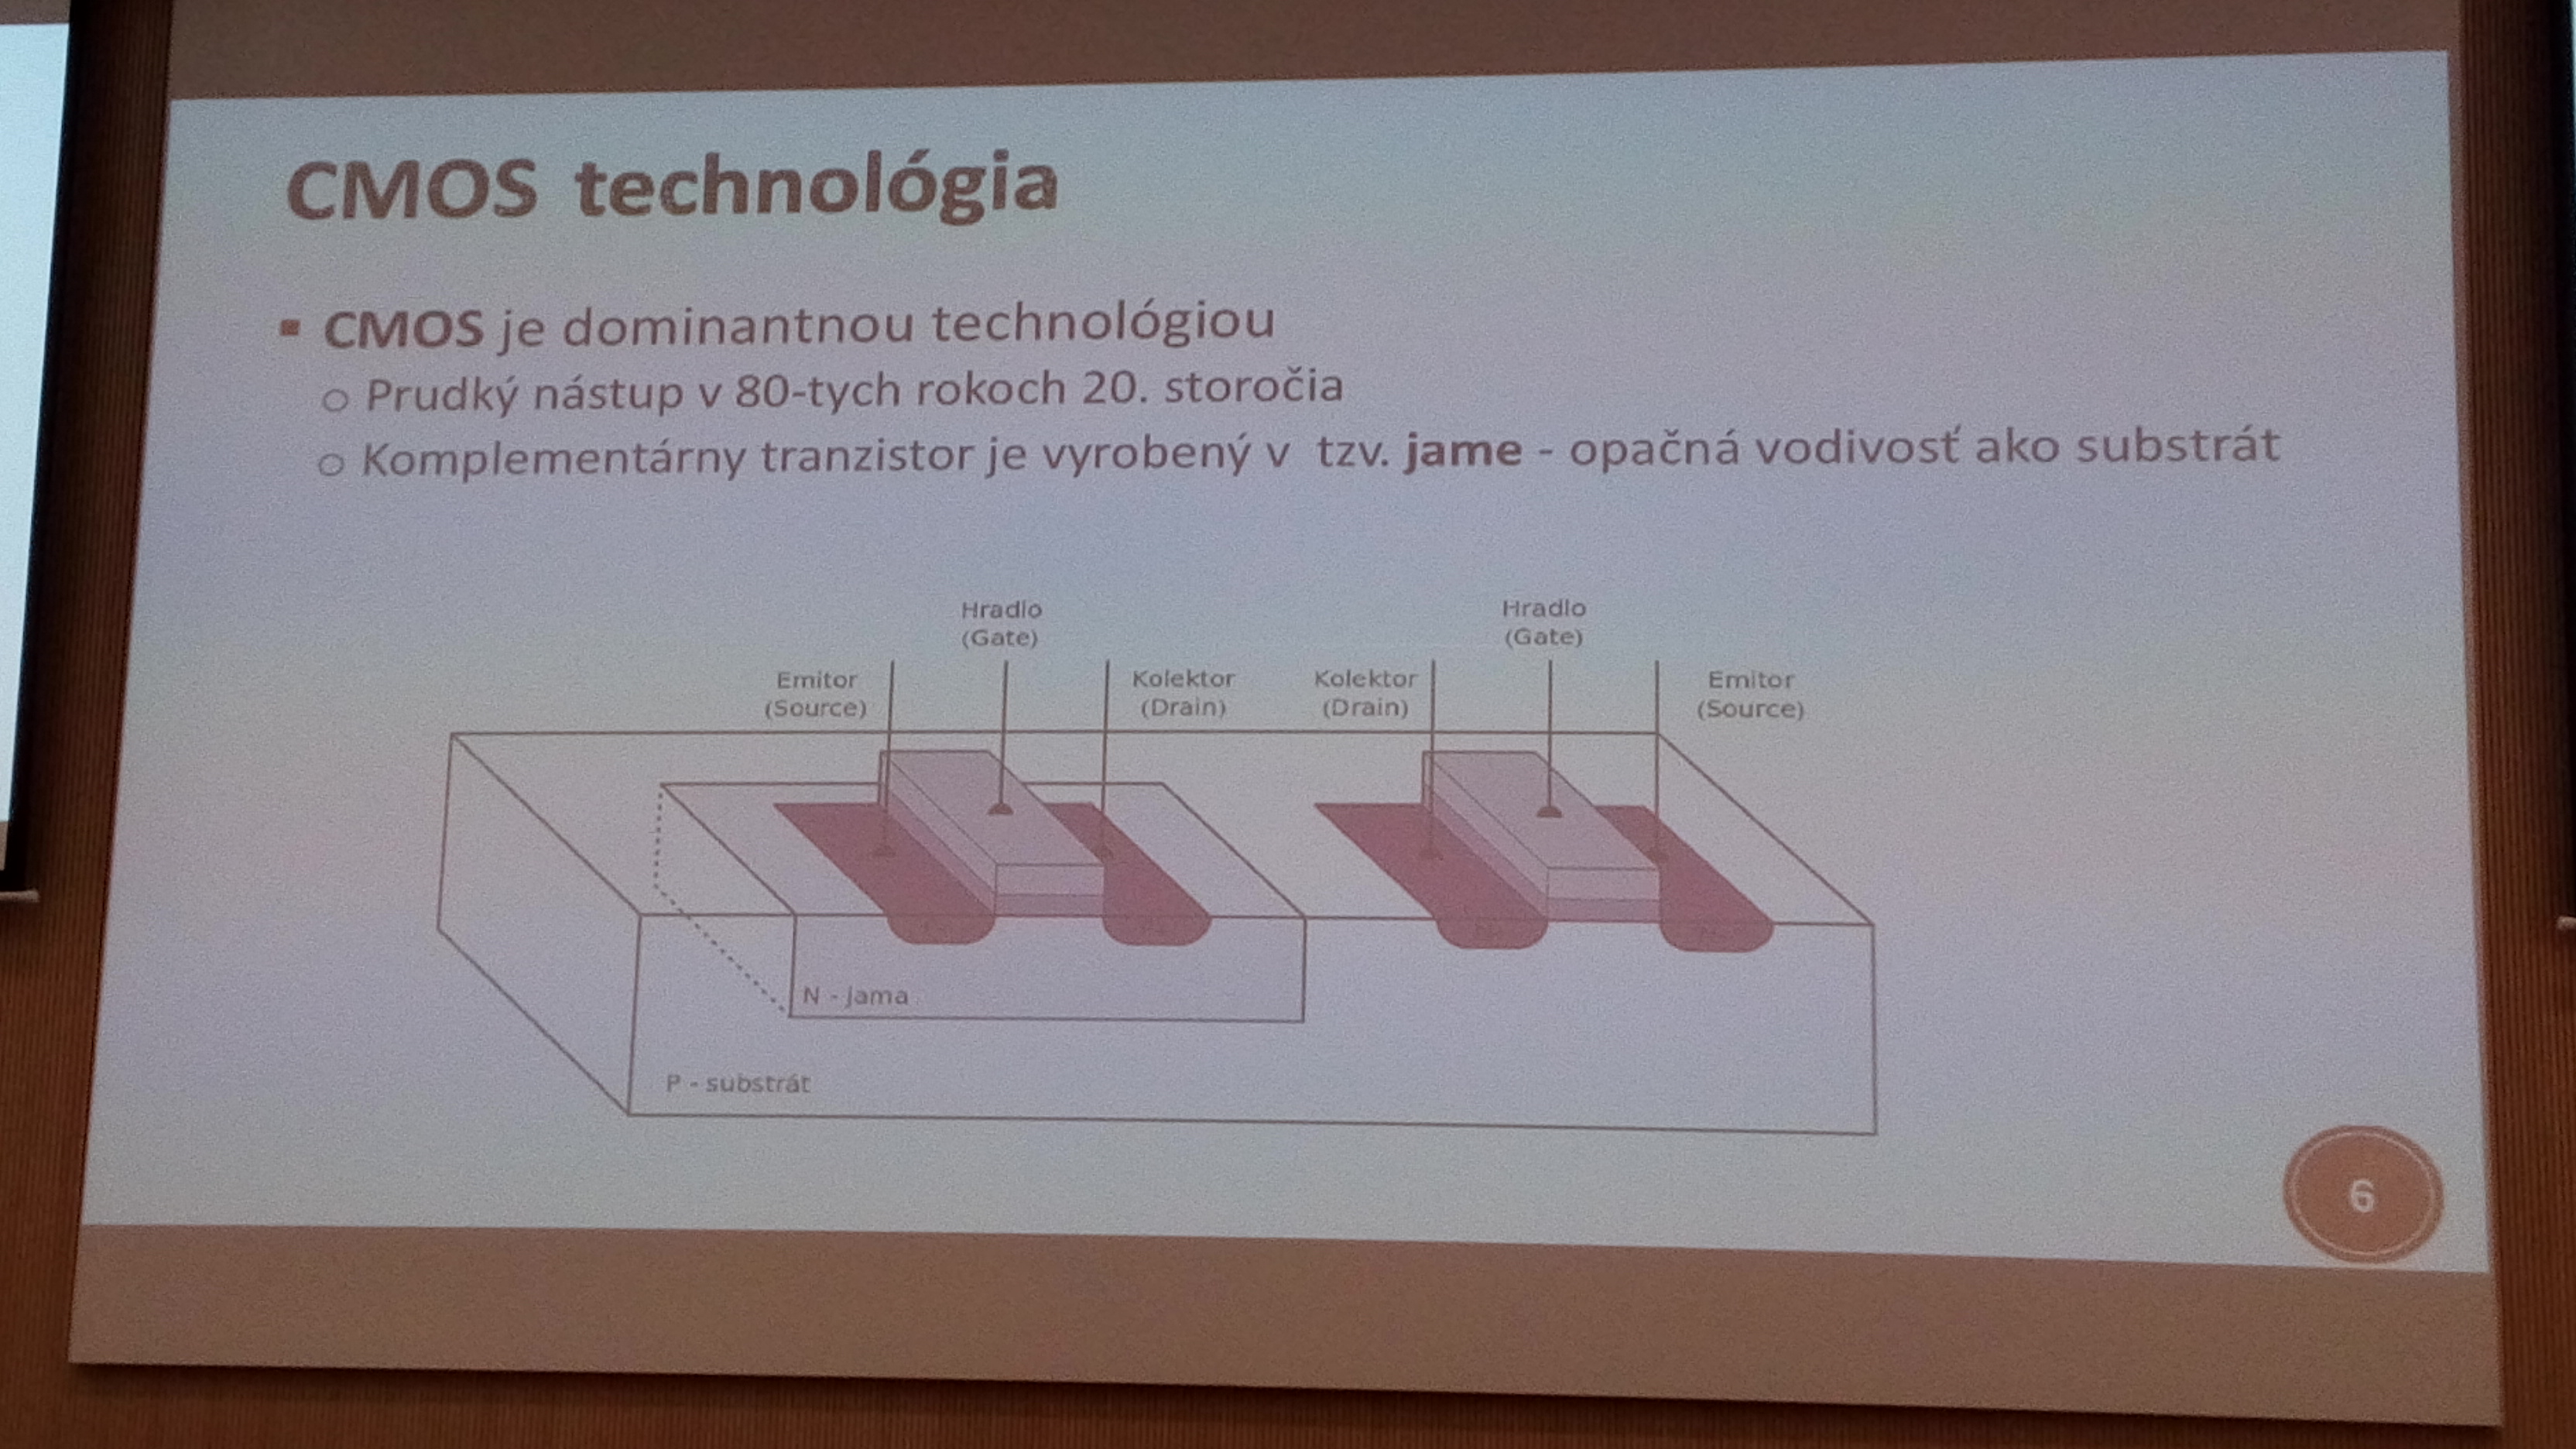 CMOS technológia
▪ CMOS je dominantnou technológiou
o Prudký nástup v 80-tych rokoch 20. storočia
o Komplementárny tranzistor je vyrobený v tzv. jame - opačná vodivosť ako substrát
Hradlo
(Gate)
Hradlo
(Gate)
Emitor
(Source)
Kolektor
(Drain)
Kolektor
(Drain)
Emitor
(Source)
N - jama
P - substrát
6